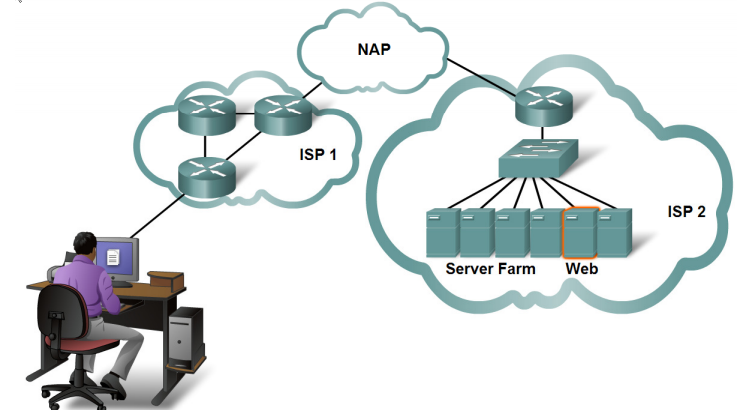 NAP
ISP 1
ISP 2
Server Farm
Web